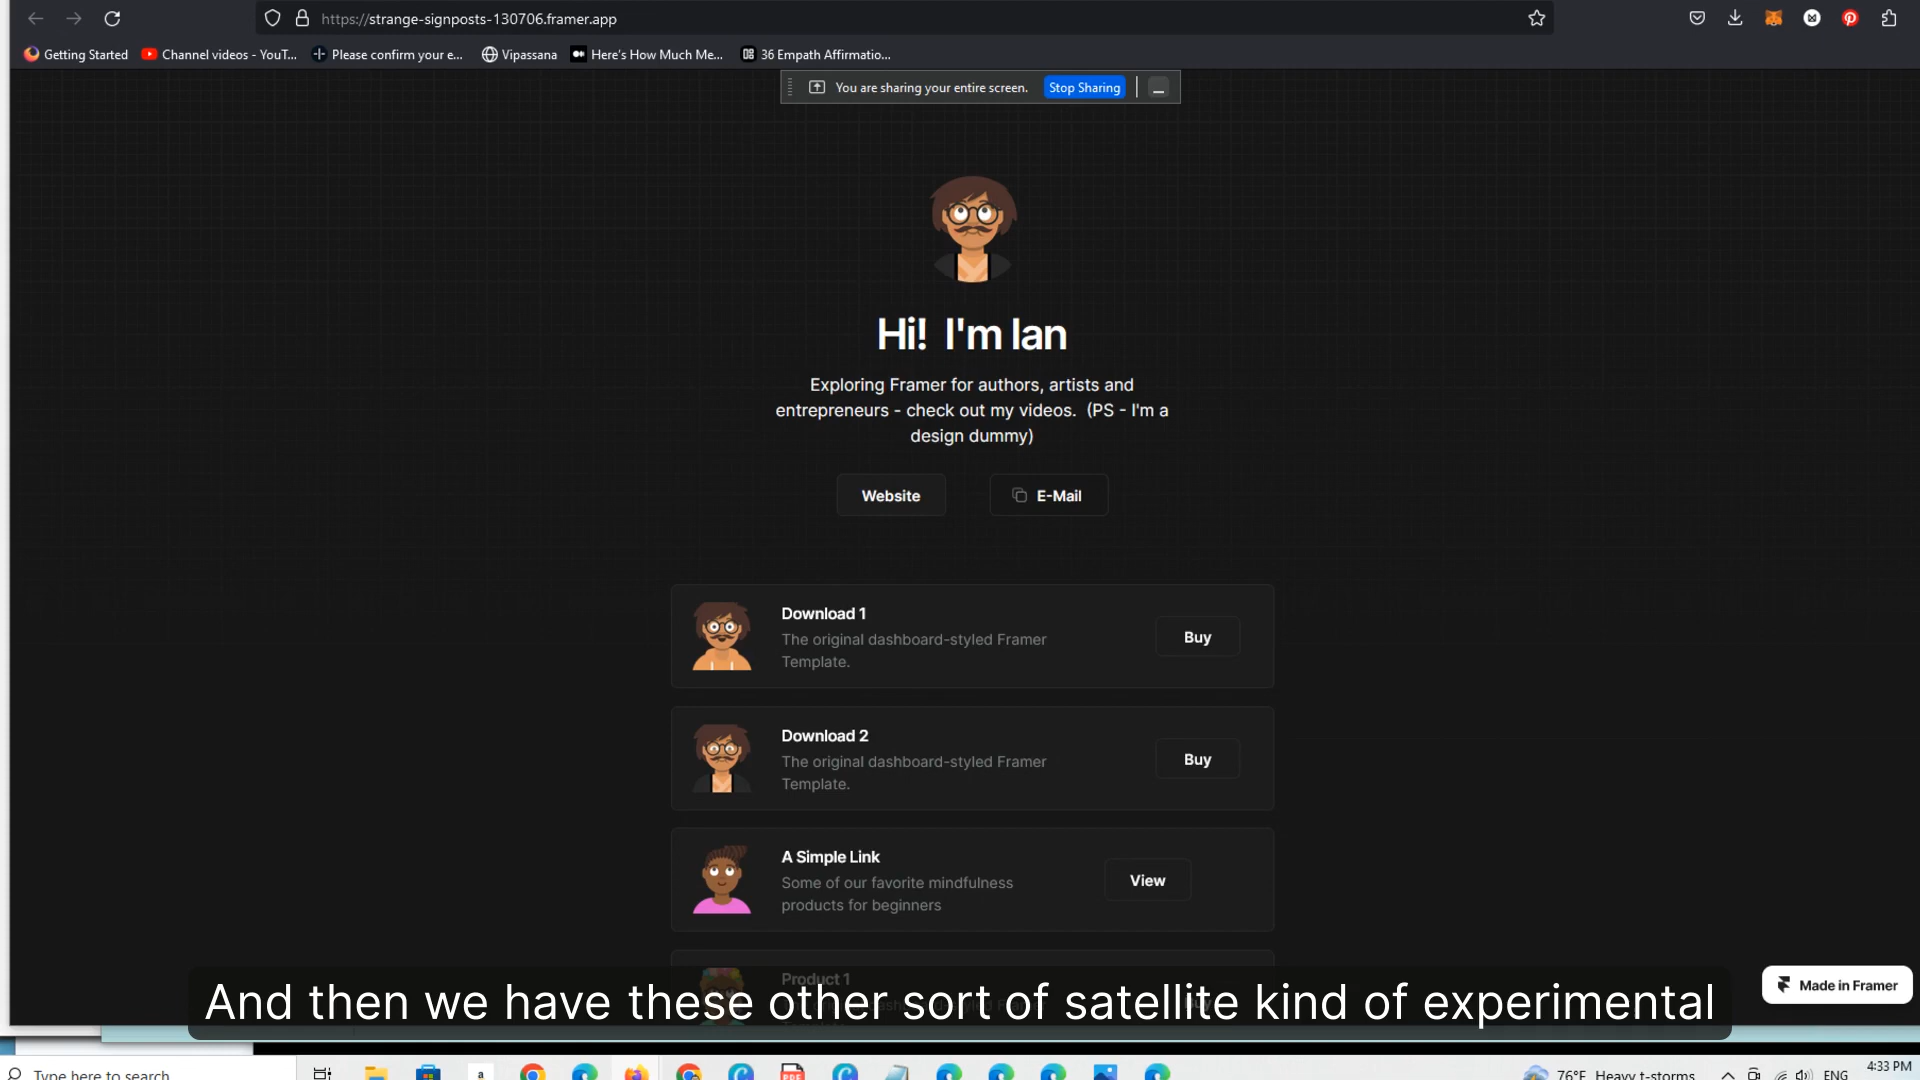 https://strange-signposts-130706.framer.app
Getting Started
Channel videos - YouT...
Please confirm your e...
Vipassana
Here's How Much Me...
36 Empath Affirmatio...
You are sharing your entire screen.
Stop Sharing
Hi! I'm Ian
Exploring Framer for authors, artists and
entrepreneurs - check out my videos. (PS - I'm a
design dummy)
Website
E-Mail
Download 1
The original dashboard-styled Framer
Template.
Buy
Download 2
The original dashboard-styled Framer
Template.
Buy
A Simple Link
Some of our favorite mindfulness
products for beginners
View
Product 1
And then we have these other sort of satellite kind of experimental
Made in Framer
Type here to search
76°F Heavy t-storms
ENG
4:33 PM